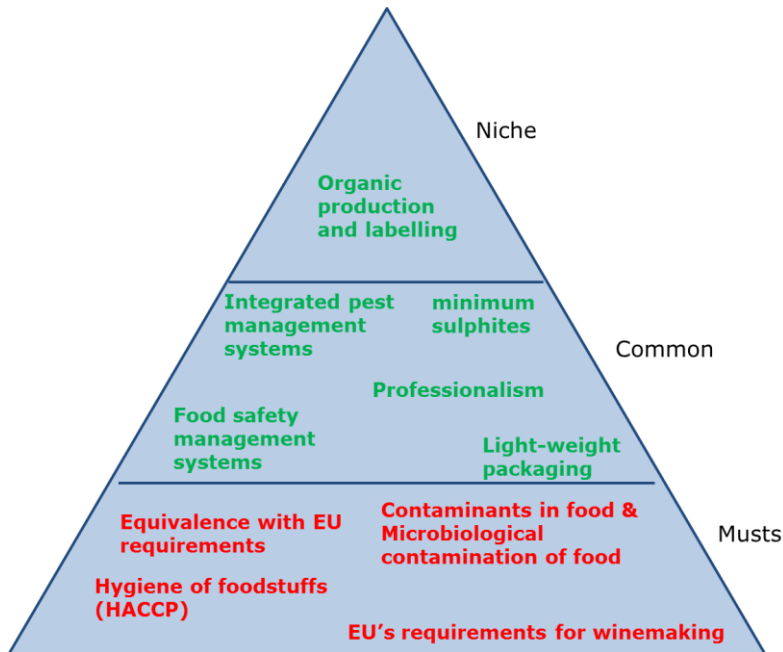 Niche
Organic
production
and labelling
Integrated pest
management
systems
minimum
sulphites
Common
Professionalism
Food safety
management
systems
Light-weight
packaging
Equivalence with EU
requirements
Contaminants in food &
Microbiological
contamination of food
Musts
Hygiene of foodstuffs
(HACCP)
EU's requirements for winemaking